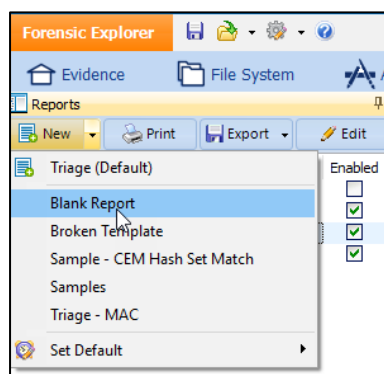 Forensic Explorer
Evidence File System
Reports
New Print Export Edit
Triage (Default) Enabled
Blank Report
Broken Template
Sample - CEM Hash Set Match
Samples
Triage - MAC
Set Default